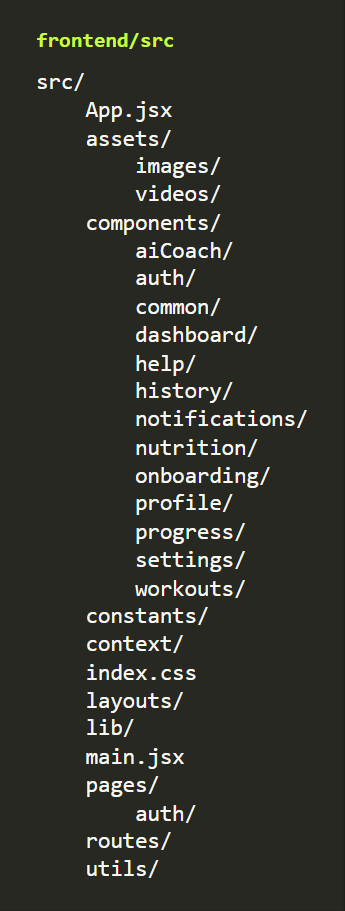 frontend/src
src/
App.jsx
assets/
images/
videos/
components/
aiCoach/
auth/
common/
dashboard/
help/
history/
notifications/
nutrition/
onboarding/
profile/
progress/
settings/
workouts/
constants/
context/
index.css
layouts/
lib/
main.jsx
pages/
auth/
routes/
utils/